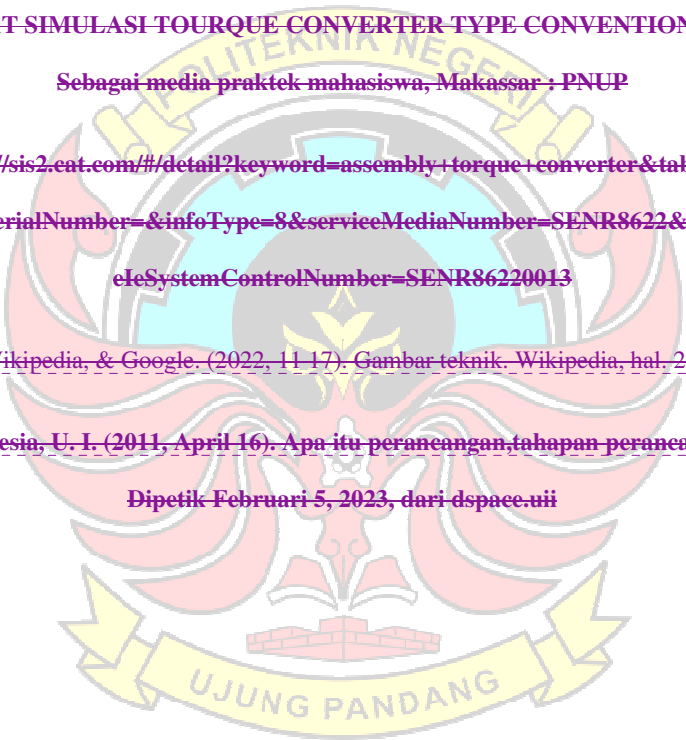 AT SIMULASI TOURQUE CONVERTER TYPE CONVENTION
Sebagai media praktek mahasiswa, Makassar : PNUP
//sis2.cat.com/#/detail?keyword=assembly+torque+converter&tab
erialNumber=&infoType=8&serviceMediaNumber=SENR8622&
eIeSystemControlNumber=SENR86220013
Wikipedia, & Google. (2022, 11 17). Gambar teknik. Wikipedia, hal. 2
esia, U. I. (2011, April 16). Apa itu perancangan,tahapan peranca
Dipetik Februari 5, 2023, dari dspace.uii
POLITEKNIK NEGERI
UJUNG PANDANG